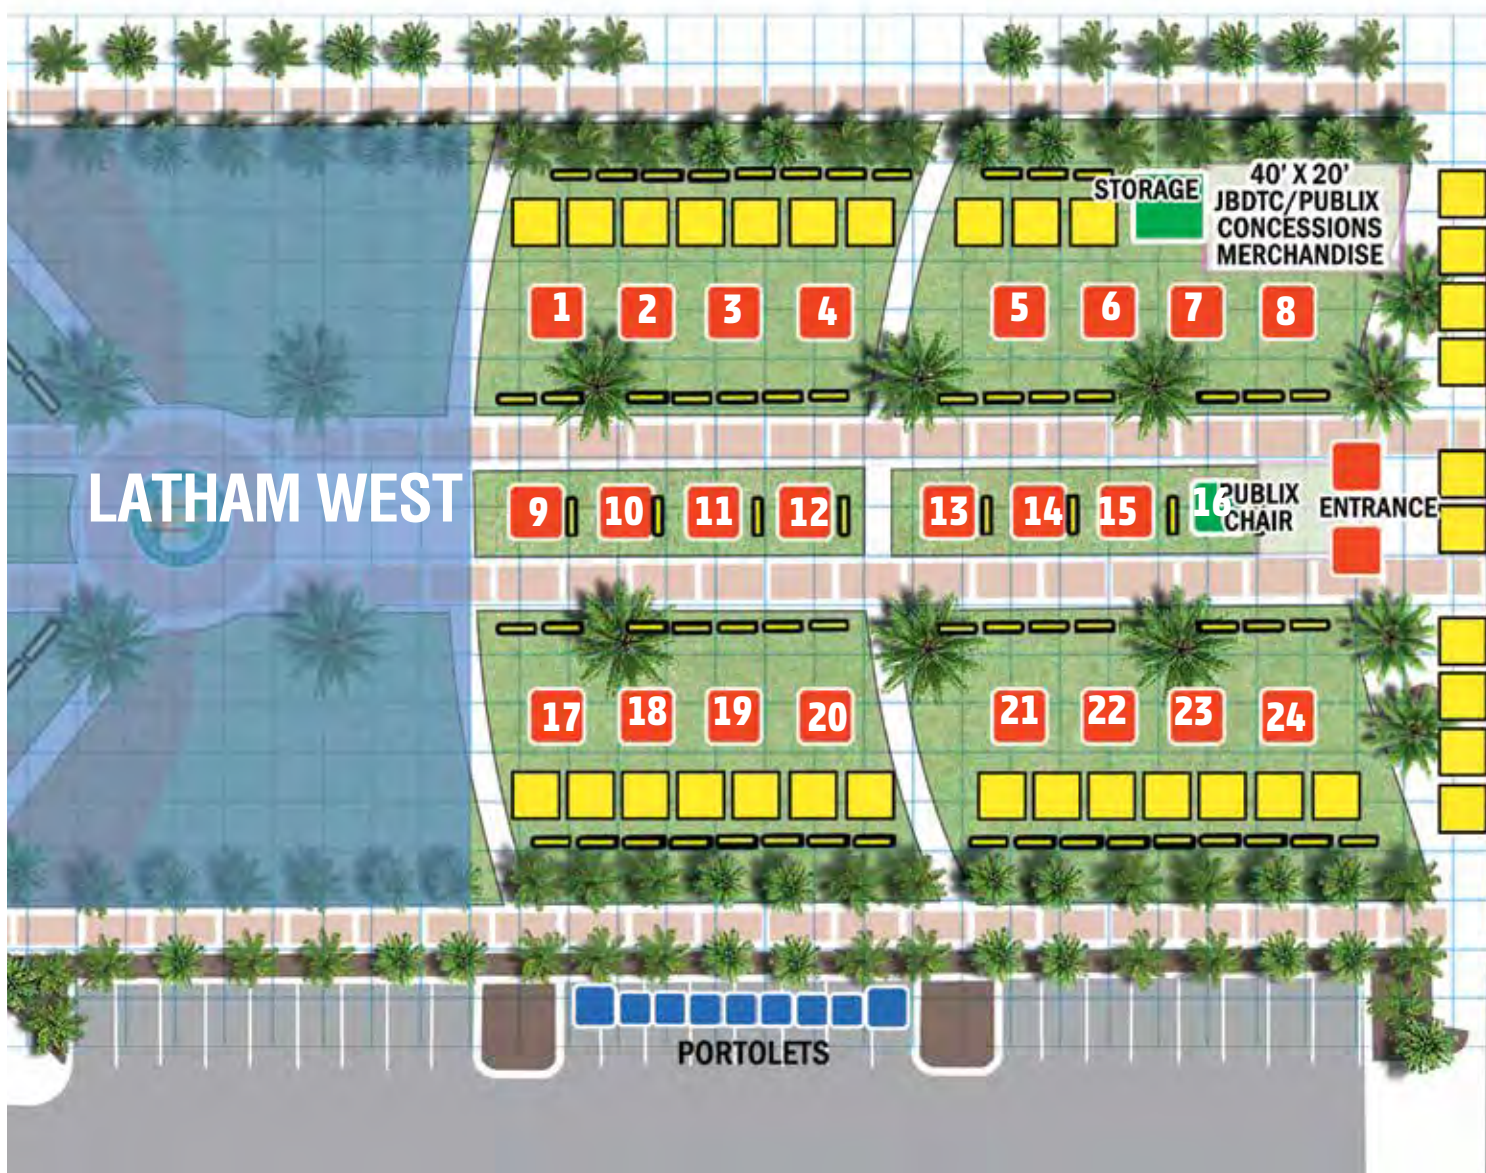 STORAGE
40' X 20'
JBDTC/PUBLIX
CONCESSIONS
MERCHANDISE
1 2 3 4 5 6 7 8
LATHAM WEST
9 10 11 12 13 14 15 16
PUBLIX
CHAIR
ENTRANCE
17 18 19 20 21 22 23 24
PORTOLETS